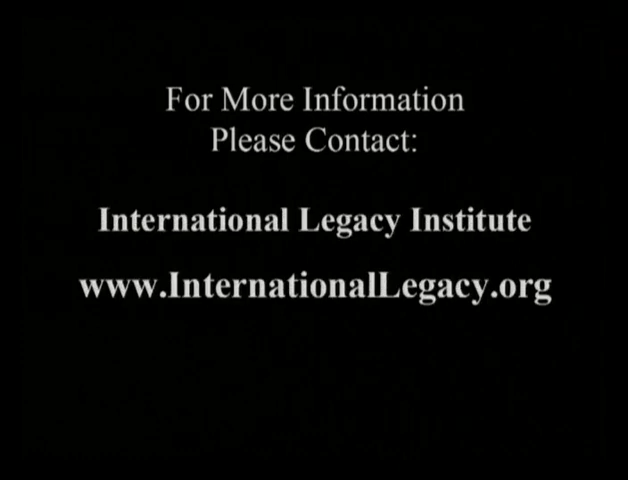 For More Information
Please Contact:
International Legacy Institute
www.InternationalLegacy.org